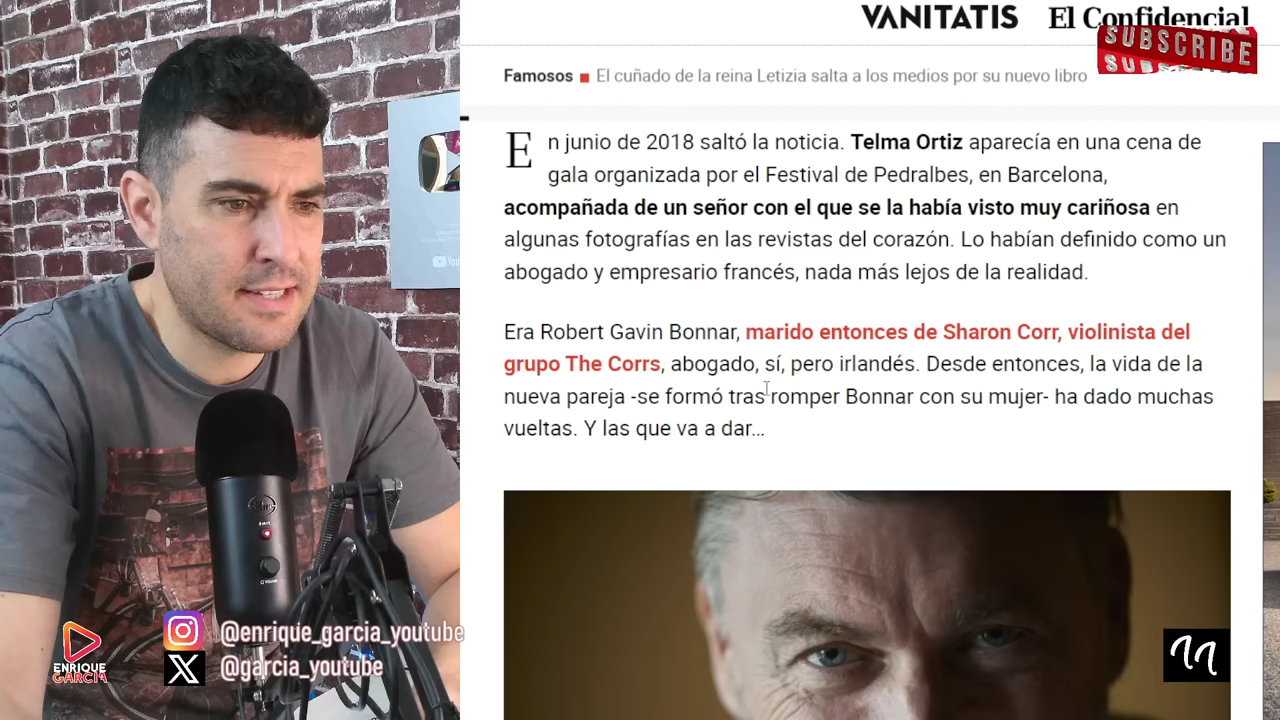 VANITATIS El Confidencial
SUBSCRIBE
Famosos ■ El cuñado de la reina Letizia salta a los medios por su nuevo libro
En junio de 2018 saltó la noticia. Telma Ortiz aparecía en una cena de
gala organizada por el Festival de Pedralbes, en Barcelona,
acompañada de un señor con el que se la había visto muy cariñosa en
algunas fotografías en las revistas del corazón. Lo habían definido como un
abogado y empresario francés, nada más lejos de la realidad.
Era Robert Gavin Bonnar, marido entonces de Sharon Corr, violinista del
grupo The Corrs, abogado, sí, pero irlandés. Desde entonces, la vida de la
nueva pareja -se formó tras romper Bonnar con su mujer- ha dado muchas
vueltas. Y las que va a dar...
@enrique_garcia_youtube
@garcia_youtube
ENRIQUE
GARCIA